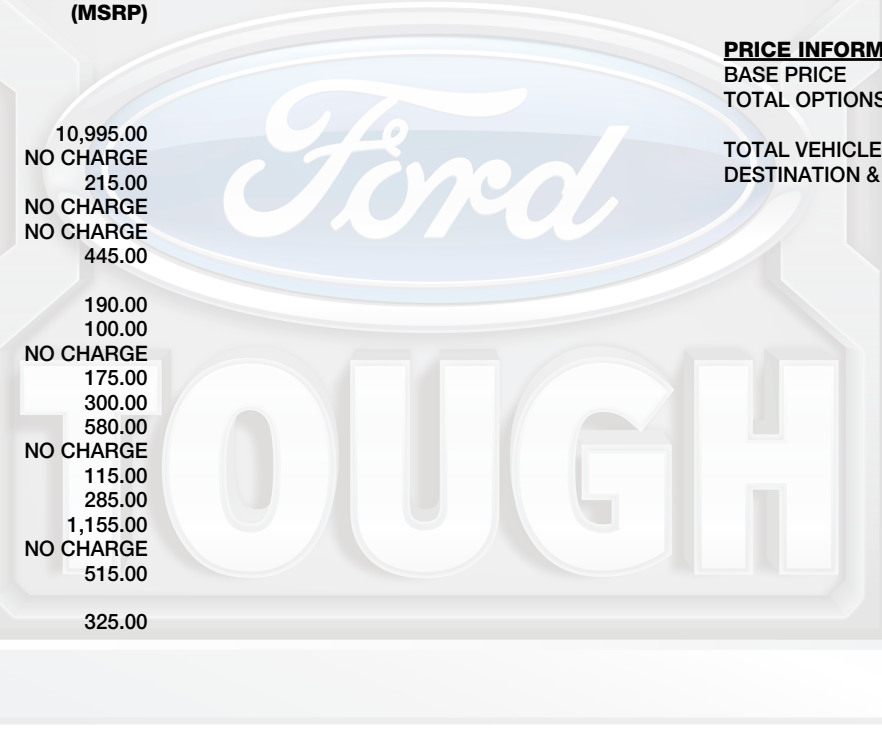 (MSRP)
10,995.00
NO CHARGE
215.00
NO CHARGE
NO CHARGE
445.00
190.00
100.00
NO CHARGE
175.00
300.00
580.00
NO CHARGE
115.00
285.00
1,155.00
NO CHARGE
515.00
325.00
PRICE INFORM
BASE PRICE
TOTAL OPTIONS
TOTAL VEHICLE
DESTINATION &
Ford
TOUGH